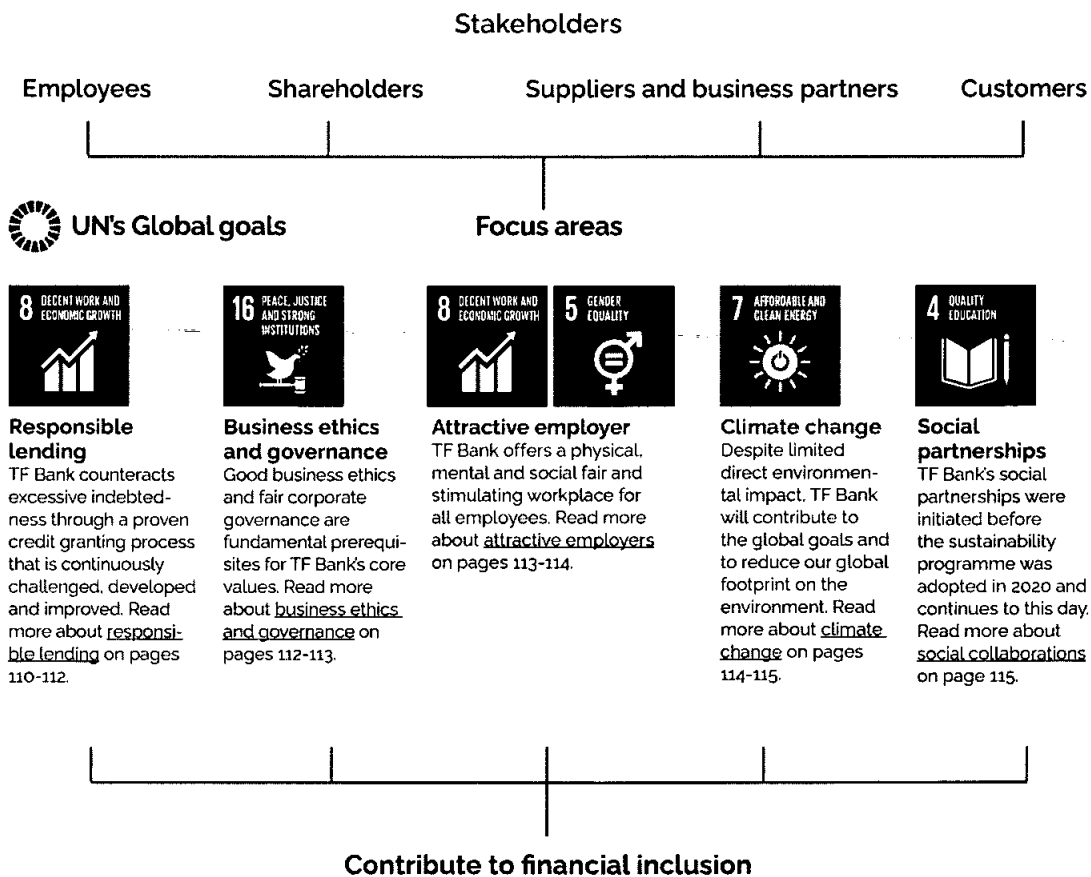 Stakeholders
Employees
Shareholders
Suppliers and business partners
Customers
UN's Global goals
Focus areas
8 DECENT WORK AND
ECONOMIC GROWTH
16 PEACE, JUSTICE
AND STRONG
INSTITUTIONS
8 DECENT WORK AND
ECONOMIC GROWTH
5 GENDER
EQUALITY
7 AFFORDABLE AND
CLEAN ENERGY
4 QUALITY
EDUCATION
Responsible
lending
TF Bank counteracts
excessive indebted-
ness through a proven
credit granting process
that is continuously
challenged, developed
and improved. Read
more about responsi-
ble lending on pages
110-112.
Business ethics
and governance
Good business ethics
and fair corporate
governance are
fundamental prerequi-
sites for TF Bank's core
values. Read more
about business ethics
and governance on
pages 112-113.
Attractive employer
TF Bank offers a physical,
mental and social fair and
stimulating workplace for
all employees. Read more
about attractive employers
on pages 113-114.
Climate change
Despite limited
direct environmen-
tal impact, TF Bank
will contribute to
the global goals and
to reduce our global
footprint on the
environment. Read
more about climate
change on pages
114-115.
Social
partnerships
TF Bank's social
partnerships were
initiated before
the sustainability
programme was
adopted in 2020 and
continues to this day.
Read more about
social collaborations
on page 115.
Contribute to financial inclusion